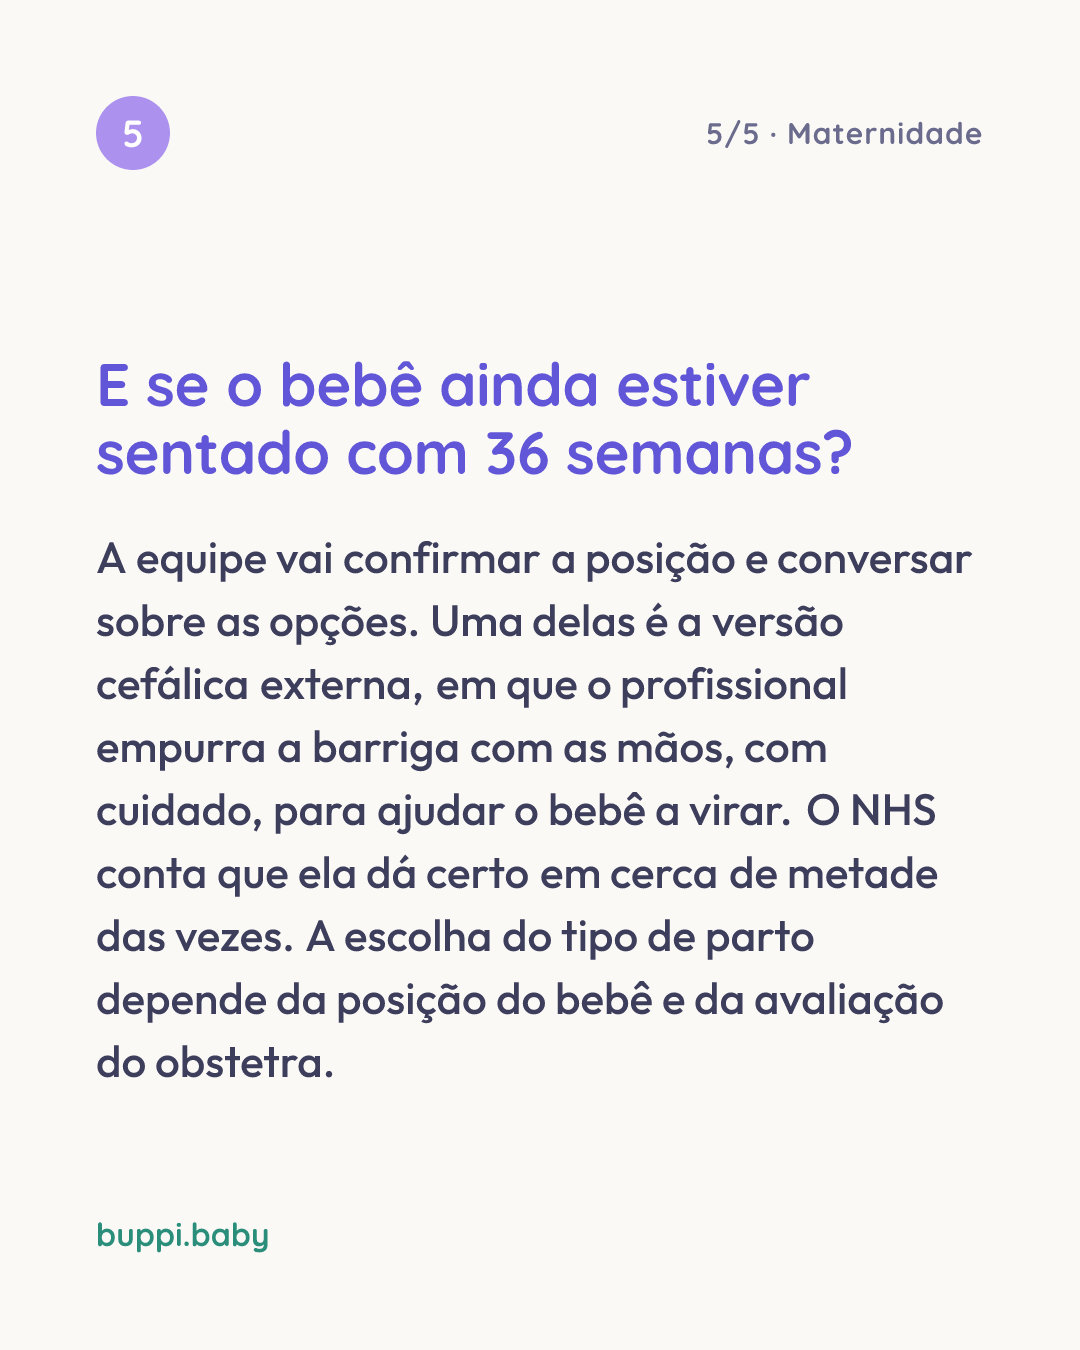 5
5/5 · Maternidade
E se o bebê ainda estiver
sentado com 36 semanas?
A equipe vai confirmar a posição e conversar
sobre as opções. Uma delas é a versão
cefálica externa, em que o profissional
empurra a barriga com as mãos, com
cuidado, para ajudar o bebê a virar. O NHS
conta que ela dá certo em cerca de metade
das vezes. A escolha do tipo de parto
depende da posição do bebê e da avaliação
do obstetra.
buppi.baby